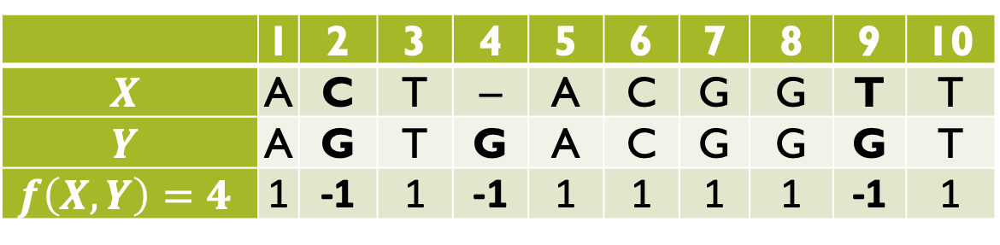 1 2 3 4 5 6 7 8 9 10
X A C T – A C G G T T
Y A G T G A C G G G T
f(X,Y) = 4 1 -1 1 -1 1 1 1 1 -1 1